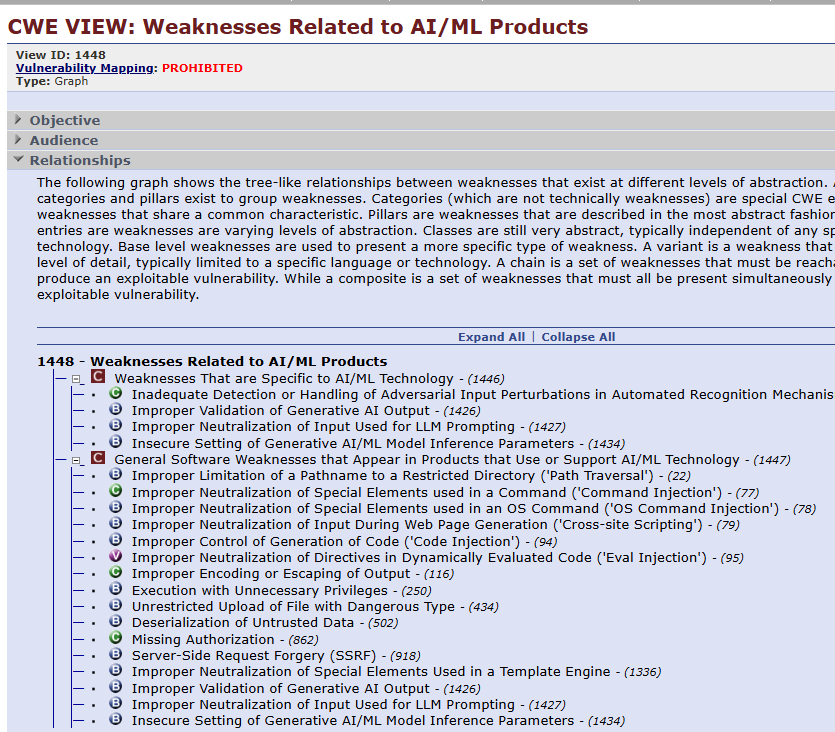 CWE VIEW: Weaknesses Related to AI/ML Products
View ID: 1448
Vulnerability Mapping: PROHIBITED
Type: Graph
Objective
Audience
Relationships
The following graph shows the tree-like relationships between weaknesses that exist at different levels of abstraction.
categories and pillars exist to group weaknesses. Categories (which are not technically weaknesses) are special CWE
weaknesses that share a common characteristic. Pillars are weaknesses that are described in the most abstract
entries are weaknesses are varying levels of abstraction. Classes are still very abstract, typically independent of any
technology. Base level weaknesses are used to present a more specific type of weakness. A variant is a weakness that
level of detail, typically limited to a specific language or technology. A chain is a set of weaknesses that must be
produce an exploitable vulnerability. While a composite is a set of weaknesses that must all be present simultaneously
exploitable vulnerability.
Expand All | Collapse All
1448 - Weaknesses Related to AI/ML Products
C Weaknesses That are Specific to AI/ML Technology - (1446)
C Inadequate Detection or Handling of Adversarial Input Perturbations in Automated Recognition
B Improper Validation of Generative AI Output - (1426)
B Improper Neutralization of Input Used for LLM Prompting - (1427)
B Insecure Setting of Generative AI/ML Model Inference Parameters - (1434)
C General Software Weaknesses that Appear in Products that Use or Support AI/ML Technology - (1447)
B Improper Limitation of a Pathname to a Restricted Directory ('Path Traversal') - (22)
C Improper Neutralization of Special Elements used in a Command ('Command Injection') - (77)
B Improper Neutralization of Special Elements used in an OS Command ('OS Command Injection') - (78)
B Improper Neutralization of Input During Web Page Generation ('Cross-site Scripting') - (79)
B Improper Control of Generation of Code ('Code Injection') - (94)
V Improper Neutralization of Directives in Dynamically Evaluated Code ('Eval Injection') - (95)
C Improper Encoding or Escaping of Output - (116)
B Execution with Unnecessary Privileges - (250)
B Unrestricted Upload of File with Dangerous Type - (434)
B Deserialization of Untrusted Data - (502)
C Missing Authorization - (862)
B Server-Side Request Forgery (SSRF) - (918)
B Improper Neutralization of Special Elements Used in a Template Engine - (1336)
B Improper Validation of Generative AI Output - (1426)
B Improper Neutralization of Input Used for LLM Prompting - (1427)
B Insecure Setting of Generative AI/ML Model Inference Parameters - (1434)